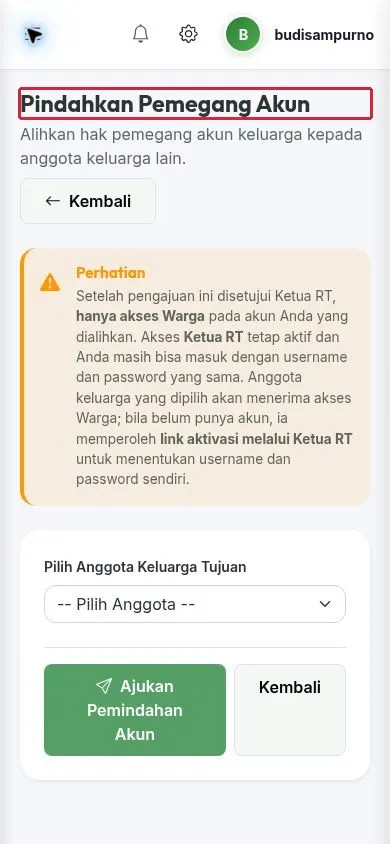 B
budisampurno
Pindahkan Pemegang Akun
Alihkan hak pemegang akun keluarga kepada
anggota keluarga lain.
← Kembali
Perhatian
Setelah pengajuan ini disetujui Ketua RT,
hanya akses Warga pada akun Anda yang
dialihkan. Akses Ketua RT tetap aktif dan
Anda masih bisa masuk dengan username
dan password yang sama. Anggota
keluarga yang dipilih akan menerima akses
Warga; bila belum punya akun, ia
memperoleh link aktivasi melalui Ketua RT
untuk menentukan username dan
password sendiri.
Pilih Anggota Keluarga Tujuan
-- Pilih Anggota --
Ajukan
Pemindahan
Akun
Kembali